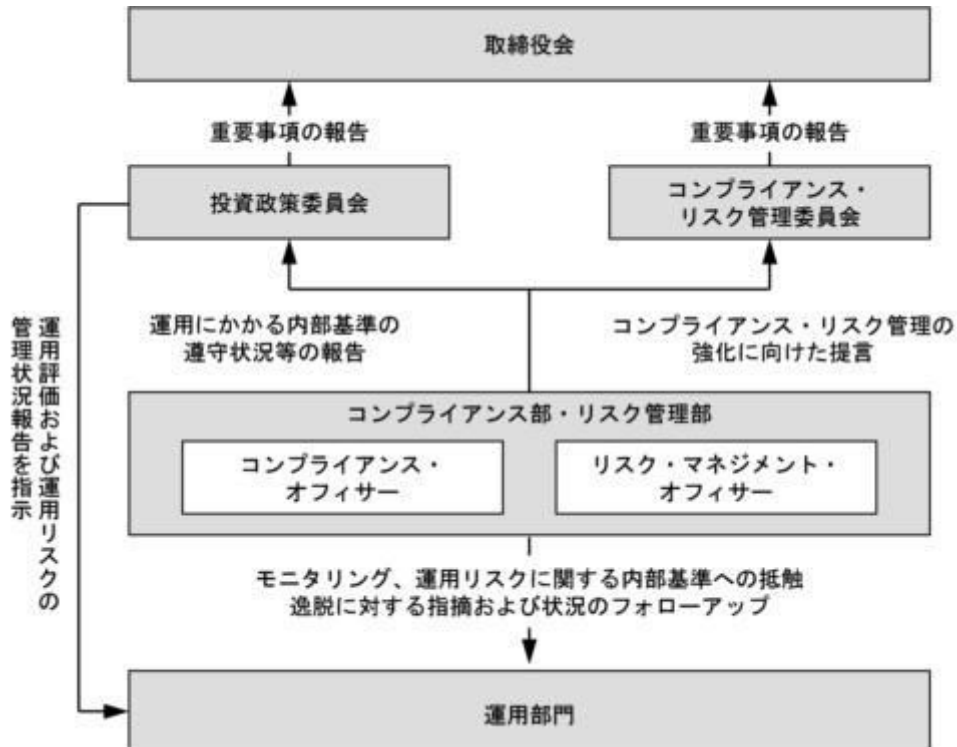 取締役会
重要事項の報告
重要事項の報告
投資政策委員会
コンプライアンス・
リスク管理委員会
運用にかかる内部基準の
遵守状況等の報告
コンプライアンス・リスク管理の
強化に向けた提言
運用評価および運用リスクの
管理状況報告を指示
コンプライアンス部・リスク管理部
コンプライアンス・
オフィサー
リスク・マネジメント・
オフィサー
モニタリング、運用リスクに関する内部基準への抵触
逸脱に対する指摘および状況のフォローアップ
運用部門